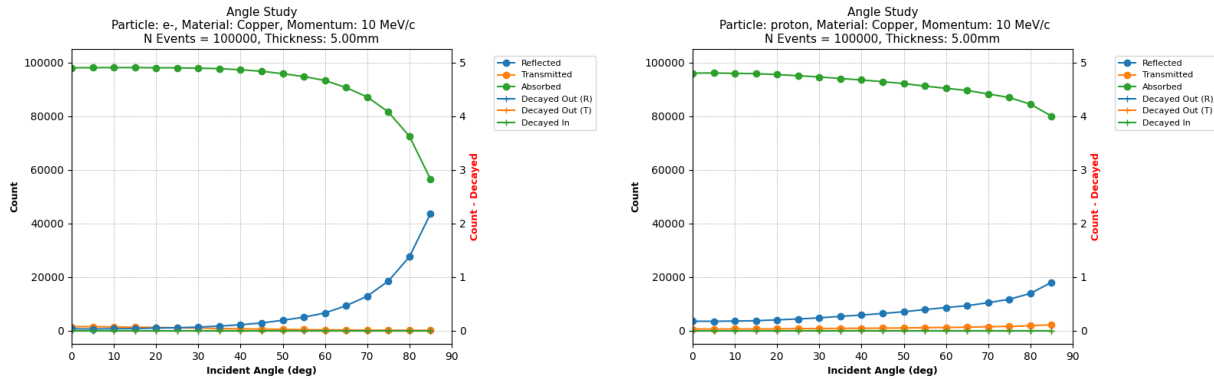 Angle Study
Particle: e-, Material: Copper, Momentum: 10 MeV/c
N Events = 100000, Thickness: 5.00mm
100000
80000
60000
40000
20000
0
Count
5
4
3
2
1
0
Count - Decayed
0
10
20
30
40
50
60
70
80
90
Incident Angle (deg)
Reflected
Transmitted
Absorbed
Decayed Out (R)
Decayed Out (T)
Decayed In
Angle Study
Particle: proton, Material: Copper, Momentum: 10 MeV/c
N Events = 100000, Thickness: 5.00mm
100000
80000
60000
40000
20000
0
Count
5
4
3
2
1
0
Count - Decayed
0
10
20
30
40
50
60
70
80
90
Incident Angle (deg)
Reflected
Transmitted
Absorbed
Decayed Out (R)
Decayed Out (T)
Decayed In